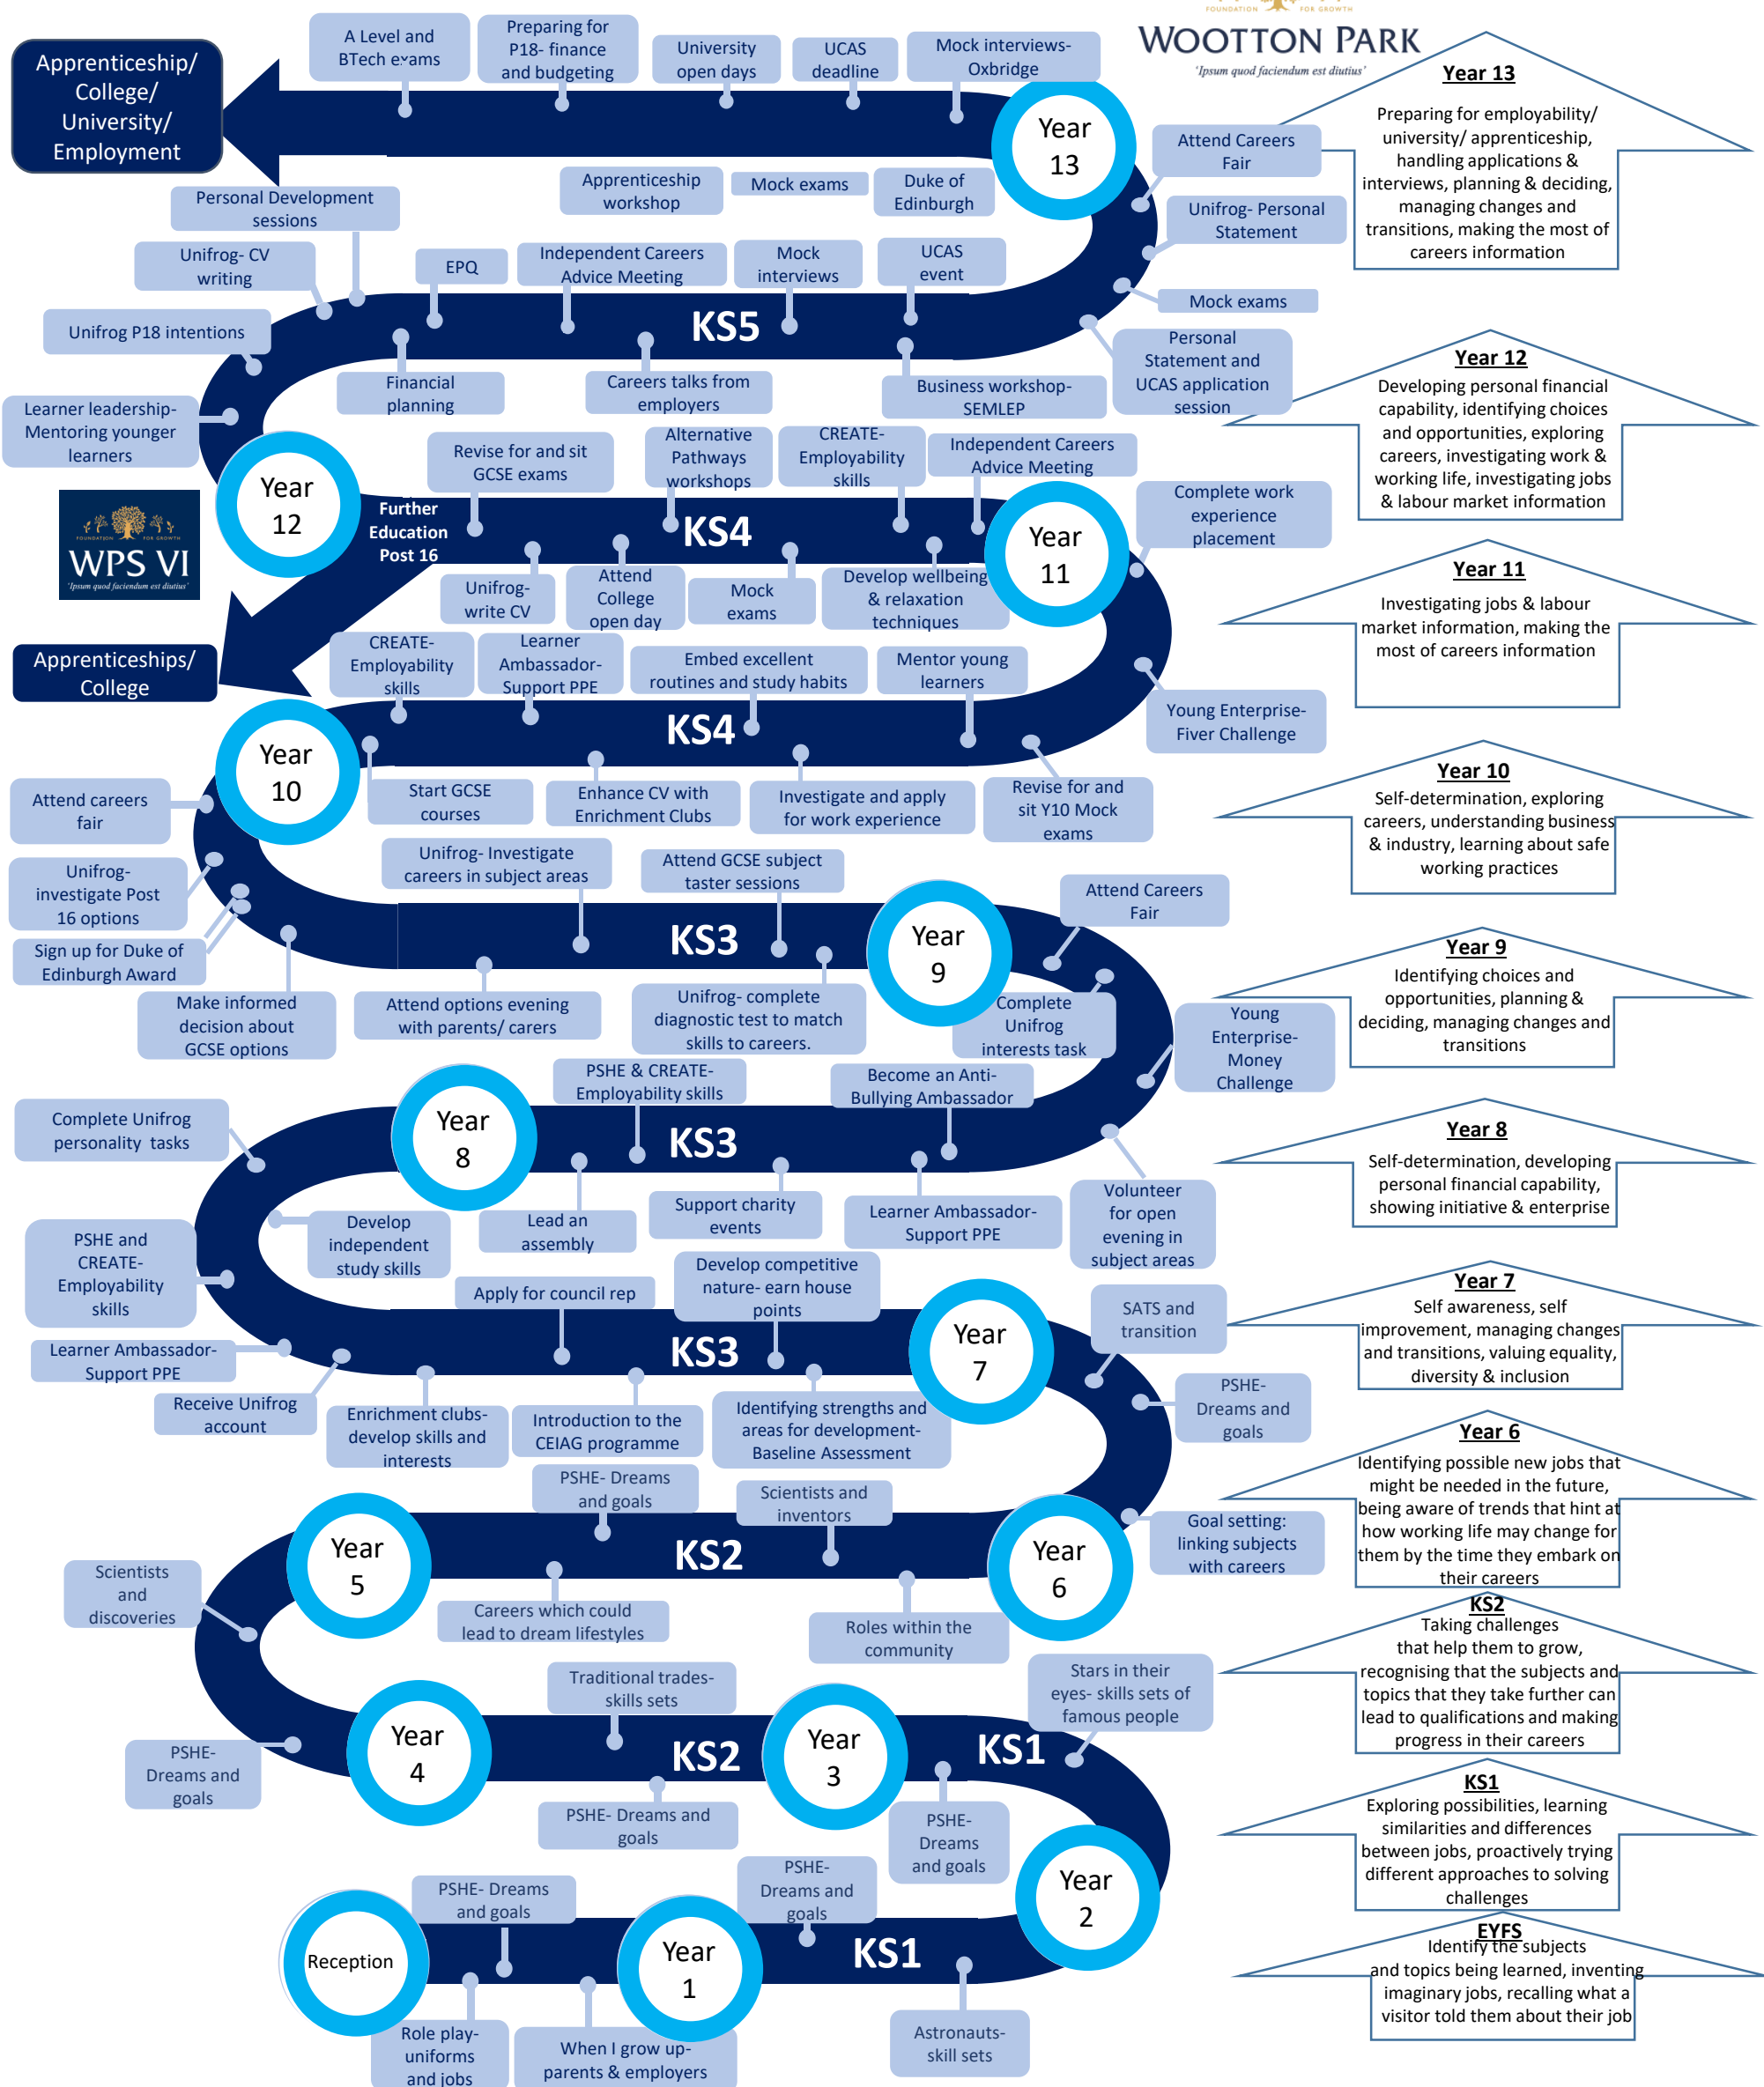 FOUNDATION FOR GROWTH
WOOTTON PARK
'Ipsum quod faciendum est diutius'
Apprenticeship/
College/
University/
Employment
A Level and
BTech exams
Preparing for
P18- finance
and budgeting
University
open days
UCAS
deadline
Mock interviews-
Oxbridge
Year
13
Attend Careers
Fair
Unifrog- Personal
Statement
Mock exams
Personal
Statement and
UCAS application
session
Apprenticeship
workshop
Mock exams
Duke of
Edinburgh
Personal Development
sessions
Unifrog- CV
writing
Unifrog P18 intentions
Learner leadership-
Mentoring younger
learners
EPQ
Independent Careers
Advice Meeting
Mock
interviews
UCAS
event
KS5
Financial
planning
Careers talks from
employers
Business workshop-
SEMLEP
Year
12
FOUNDATION FOR GROWTH
WPS VI
'Ipsum quod faciendum est diutius'
Further
Education
Post 16
Apprenticeships/
College
Revise for and sit
GCSE exams
Alternative
Pathways
workshops
CREATE-
Employability
skills
Independent Careers
Advice Meeting
KS4
Year
11
Complete work
experience
placement
Young Enterprise-
Fiver Challenge
Unifrog-
write CV
Attend
College
open day
Mock
exams
Develop wellbeing
& relaxation
techniques
CREATE-
Employability
skills
Learner
Ambassador-
Support PPE
Embed excellent
routines and study habits
Mentor young
learners
KS4
Year
10
Start GCSE
courses
Enhance CV with
Enrichment Clubs
Investigate and apply
for work experience
Revise for and
sit Y10 Mock
exams
Attend careers
fair
Unifrog-
investigate Post
16 options
Sign up for Duke of
Edinburgh Award
Make informed
decision about
GCSE options
Unifrog- Investigate
careers in subject areas
Attend GCSE subject
taster sessions
KS3
Year
9
Attend options evening
with parents/ carers
Unifrog- complete
diagnostic test to match
skills to careers.
Attend Careers
Fair
Complete
Unifrog
interests task
Young
Enterprise-
Money
Challenge
Volunteer
for open
evening in
subject areas
PSHE & CREATE-
Employability skills
Become an Anti-
Bullying Ambassador
Year
8
KS3
Lead an
assembly
Support charity
events
Learner Ambassador-
Support PPE
Complete Unifrog
personality tasks
Develop
independent
study skills
PSHE and
CREATE-
Employability
skills
Learner Ambassador-
Support PPE
Receive Unifrog
account
Apply for council rep
Develop competitive
nature- earn house
points
KS3
Year
7
Enrichment clubs-
develop skills and
interests
Introduction to the
CEIAG programme
Identifying strengths and
areas for development-
Baseline Assessment
SATS and
transition
PSHE-
Dreams and
goals
Goal setting:
linking subjects
with careers
PSHE- Dreams
and goals
Scientists and
inventors
Year
5
KS2
Year
6
Careers which could
lead to dream lifestyles
Roles within the
community
Scientists
and
discoveries
PSHE-
Dreams and
goals
Traditional trades-
skills sets
Stars in their
eyes- skills sets of
famous people
Year
4
KS2
Year
3
KS1
PSHE- Dreams and
goals
PSHE-
Dreams
and goals
Year
2
PSHE- Dreams
and goals
PSHE-
Dreams and
goals
Reception
Year
1
KS1
Role play-
uniforms
and jobs
When I grow up-
parents & employers
Astronauts-
skill sets
Year 13
Preparing for employability/
university/ apprenticeship,
handling applications &
interviews, planning & deciding,
managing changes and
transitions, making the most of
careers information
Year 12
Developing personal financial
capability, identifying choices
and opportunities, exploring
careers, investigating work &
working life, investigating jobs
& labour market information
Year 11
Investigating jobs & labour
market information, making the
most of careers information
Year 10
Self-determination, exploring
careers, understanding business
& industry, learning about safe
working practices
Year 9
Identifying choices and
opportunities, planning &
deciding, managing changes and
transitions
Year 8
Self-determination, developing
personal financial capability,
showing initiative & enterprise
Year 7
Self awareness, self
improvement, managing changes
and transitions, valuing equality,
diversity & inclusion
Year 6
Identifying possible new jobs that
might be needed in the future,
being aware of trends that hint at
how working life may change for
them by the time they embark on
their careers
KS2
Taking challenges
that help them to grow,
recognising that the subjects and
topics that they take further can
lead to qualifications and making
progress in their careers
KS1
Exploring possibilities, learning
similarities and differences
between jobs, proactively trying
different approaches to solving
challenges
EYFS
Identify the subjects
and topics being learned, inventing
imaginary jobs, recalling what a
visitor told them about their job